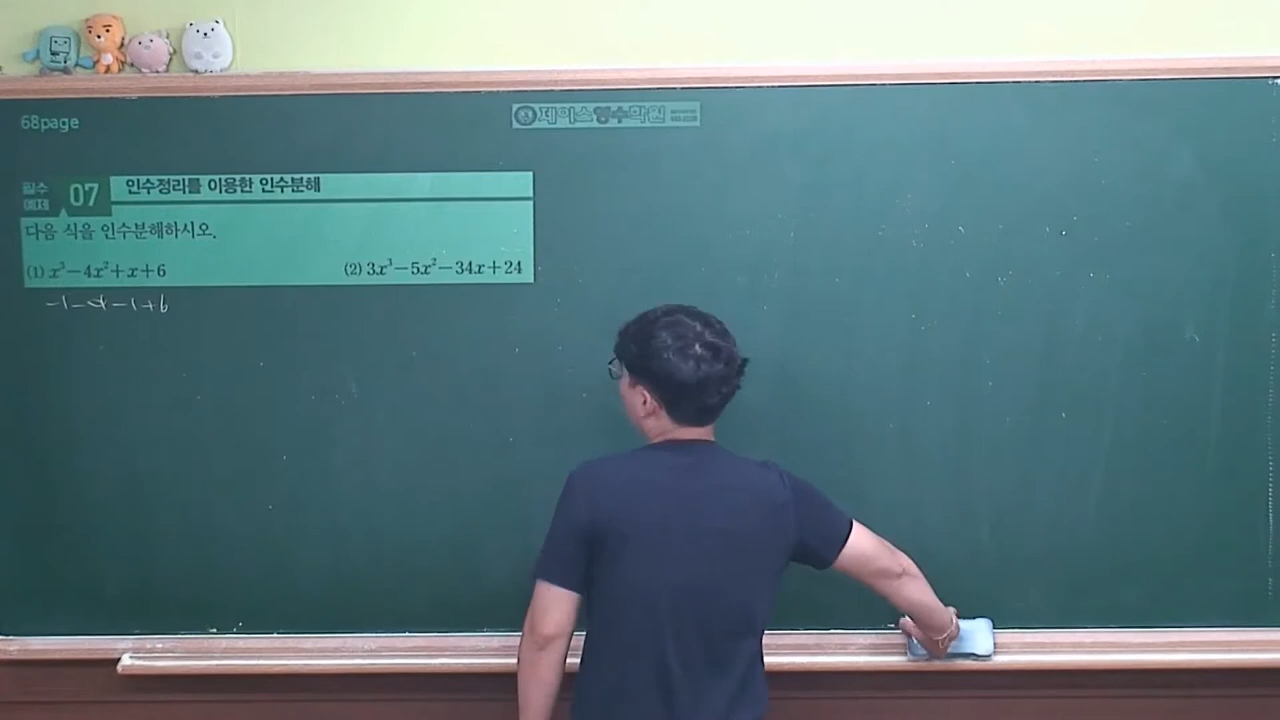 68page
제이스영수학원
필수
예제 07 인수정리를 이용한 인수분해
다음 식을 인수분해하시오.
(1) x³−4x²+x+6 (2) 3x³−5x²−34x+24
−1−4−1+6